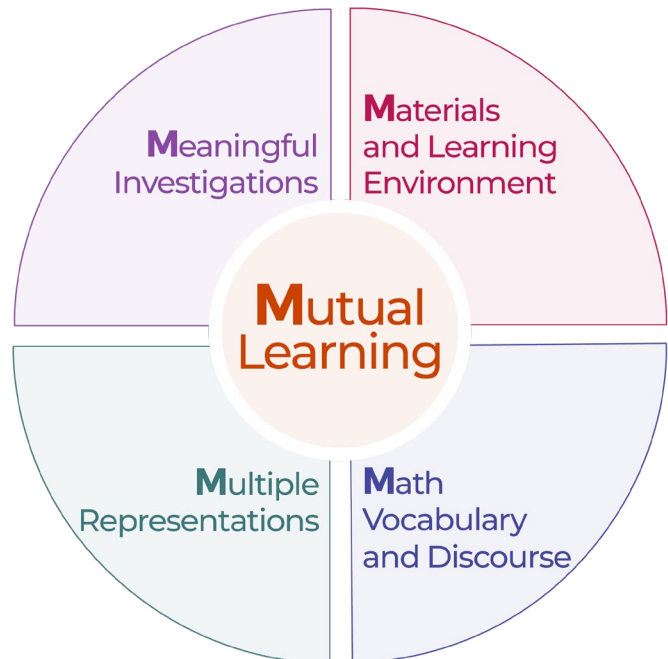 Meaningful
Investigations
Materials
and Learning
Environment
Mutual
Learning
Multiple
Representations
Math
Vocabulary
and Discourse